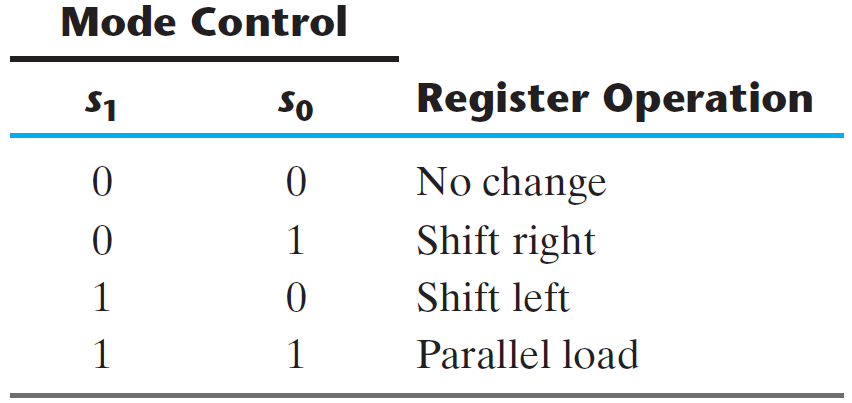 Mode Control
s1 s0 Register Operation
0 0 No change
0 1 Shift right
1 0 Shift left
1 1 Parallel load